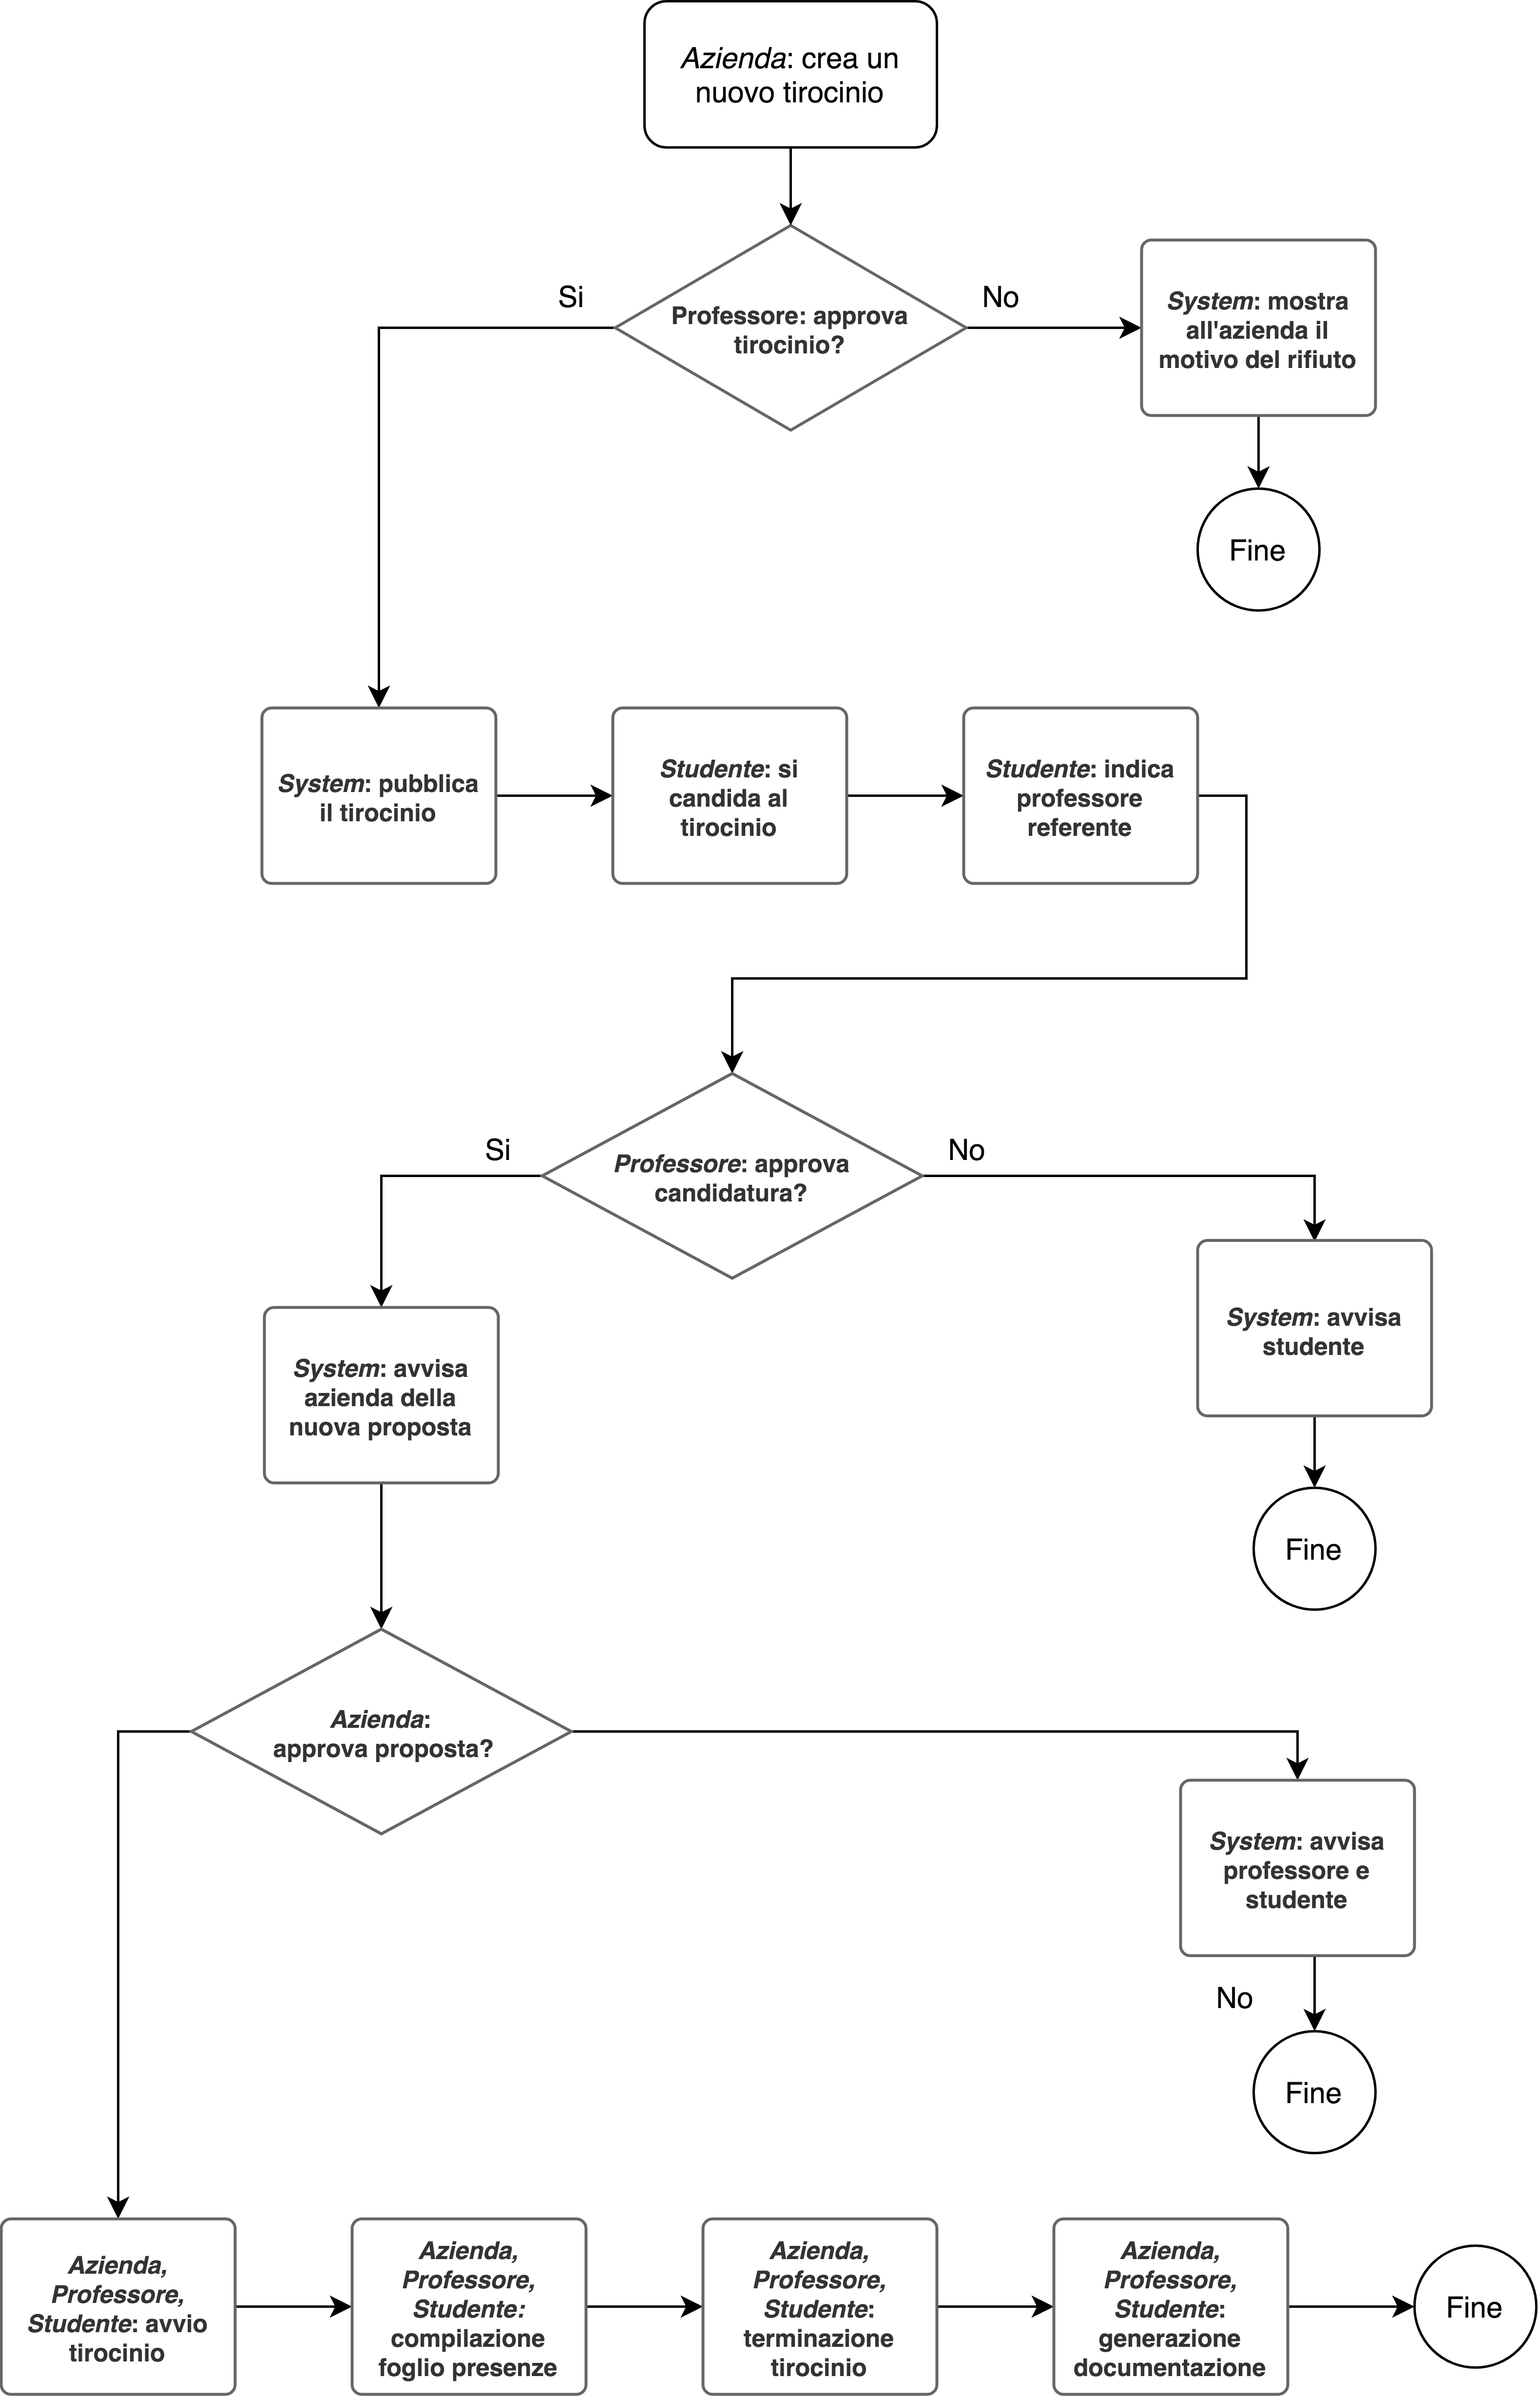 Azienda: crea un
nuovo tirocinio
Si
No
Professore: approva
tirocinio?
System: mostra
all'azienda il
motivo del rifiuto
Fine
System: pubblica
il tirocinio
Studente: si
candida al
tirocinio
Studente: indica
professore
referente
Si
No
Professore: approva
candidatura?
System: avvisa
studente
System: avvisa
azienda della
nuova proposta
Fine
Azienda:
approva proposta?
System: avvisa
professore e
studente
No
Fine
Azienda,
Professore,
Studente: avvio
tirocinio
Azienda,
Professore,
Studente:
compilazione
foglio presenze
Azienda,
Professore,
Studente:
terminazione
tirocinio
Azienda,
Professore,
Studente:
generazione
documentazione
Fine